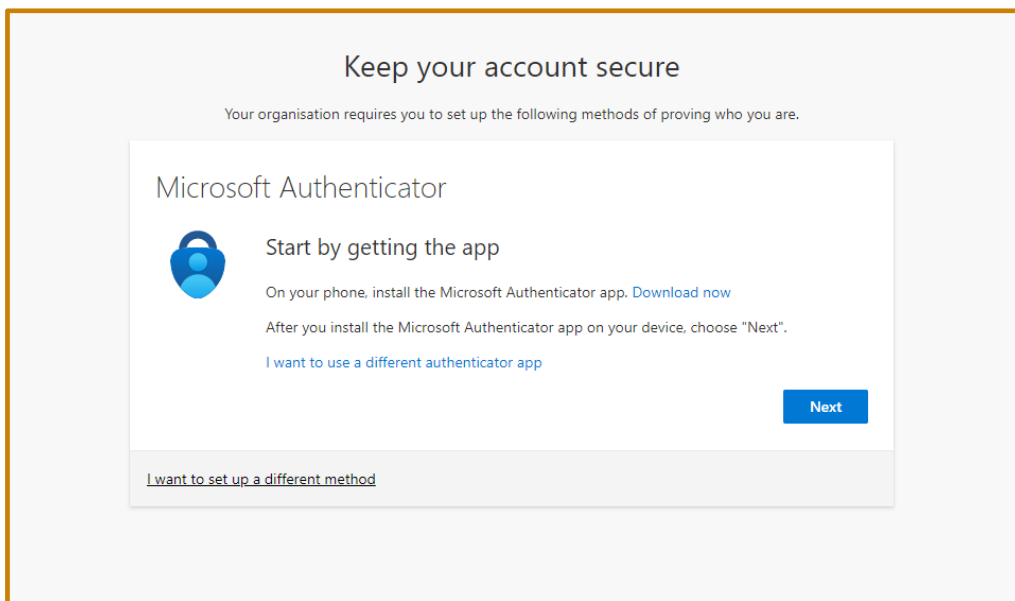 Keep your account secure
Your organisation requires you to set up the following methods of proving who you are.
Microsoft Authenticator
Start by getting the app
On your phone, install the Microsoft Authenticator app. Download now
After you install the Microsoft Authenticator app on your device, choose "Next".
I want to use a different authenticator app
Next
I want to set up a different method